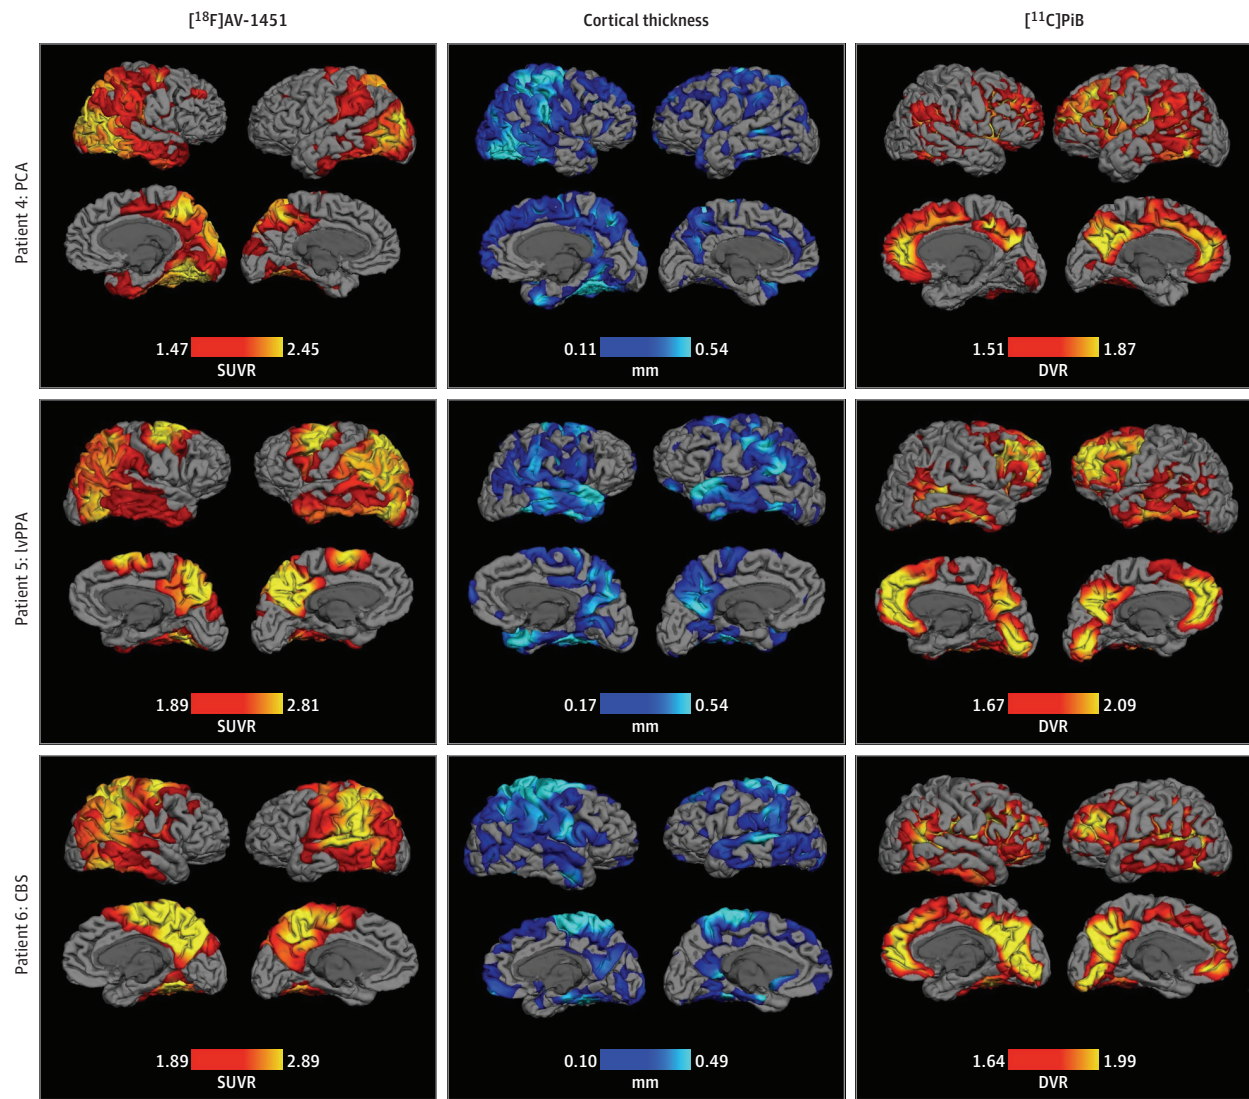 [¹⁸F]AV-1451
Cortical thickness
[¹¹C]PiB
Patient 4: PCA
1.47 2.45
SUVR
0.11 0.54
mm
1.51 1.87
DVR
Patient 5: lvPPA
1.89 2.81
SUVR
0.17 0.54
mm
1.67 2.09
DVR
Patient 6: CBS
1.89 2.89
SUVR
0.10 0.49
mm
1.64 1.99
DVR